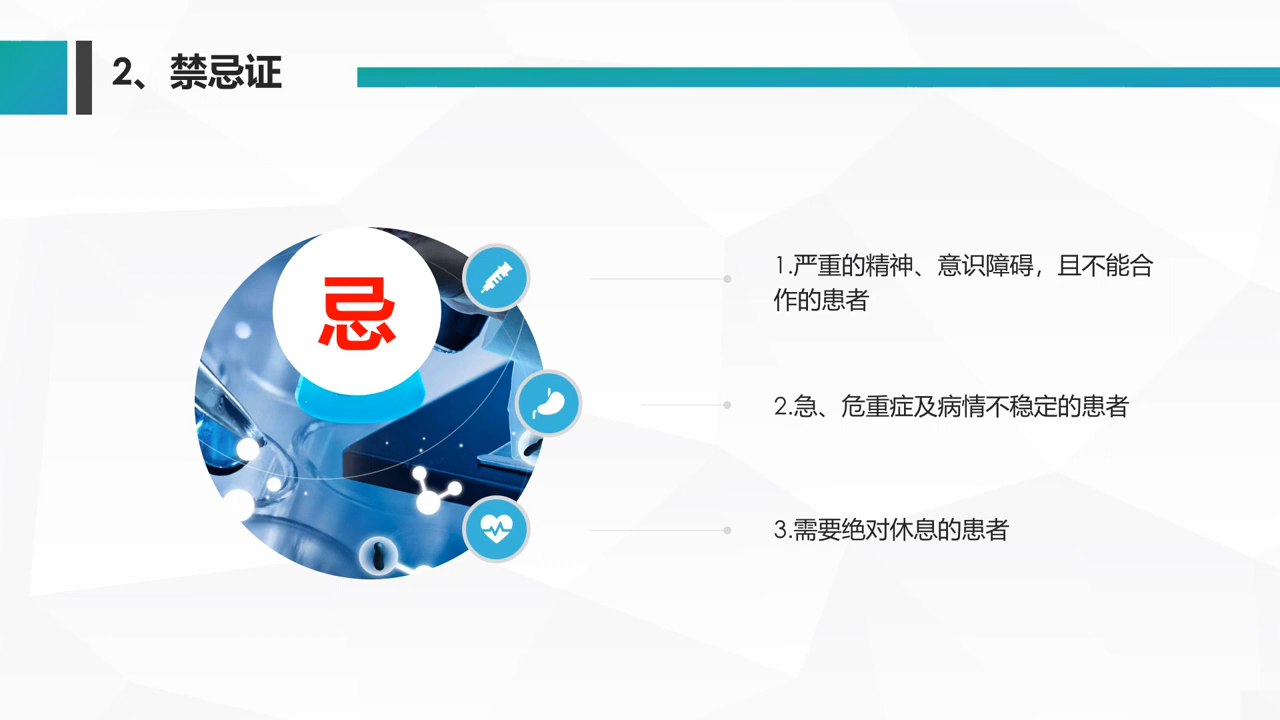 2、禁忌证
忌
1.严重的精神、意识障碍，且不能合
作的患者
2.急、危重症及病情不稳定的患者
3.需要绝对休息的患者